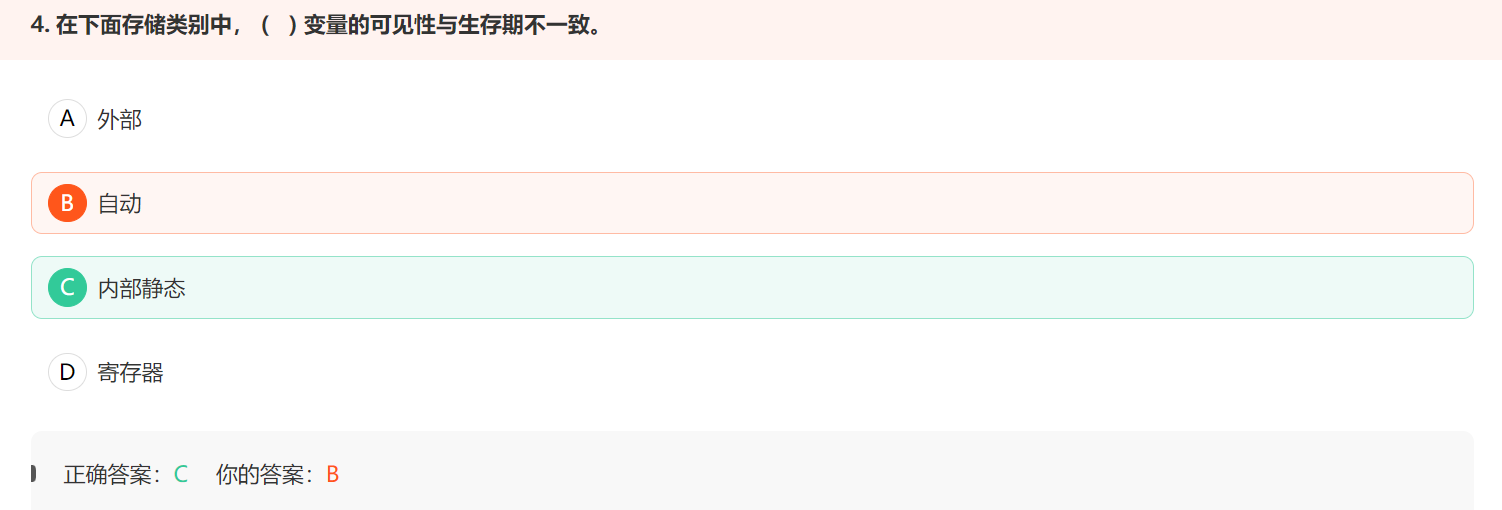 4. 在下面存储类别中，（ ）变量的可见性与生存期不一致。
A 外部
B 自动
C 内部静态
D 寄存器
正确答案：C 你的答案：B